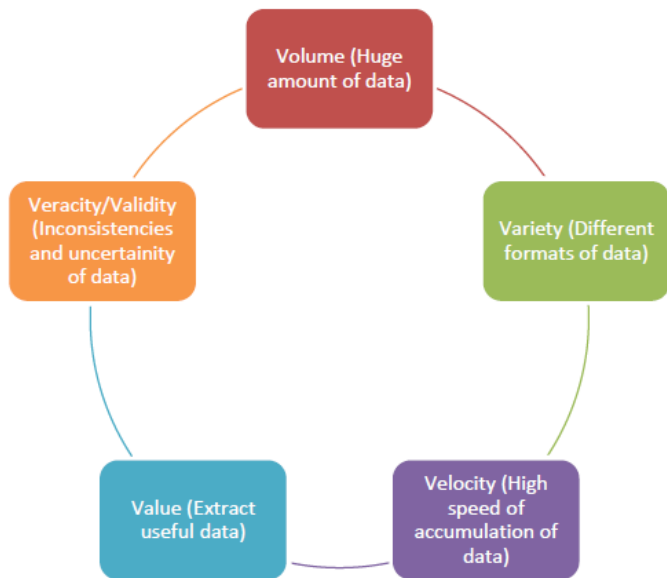 Volume (Huge
amount of data)
Variety (Different
formats of data)
Velocity (High
speed of
accumulation of
data)
Value (Extract
useful data)
Veracity/Validity
(Inconsistencies
and uncertainity
of data)